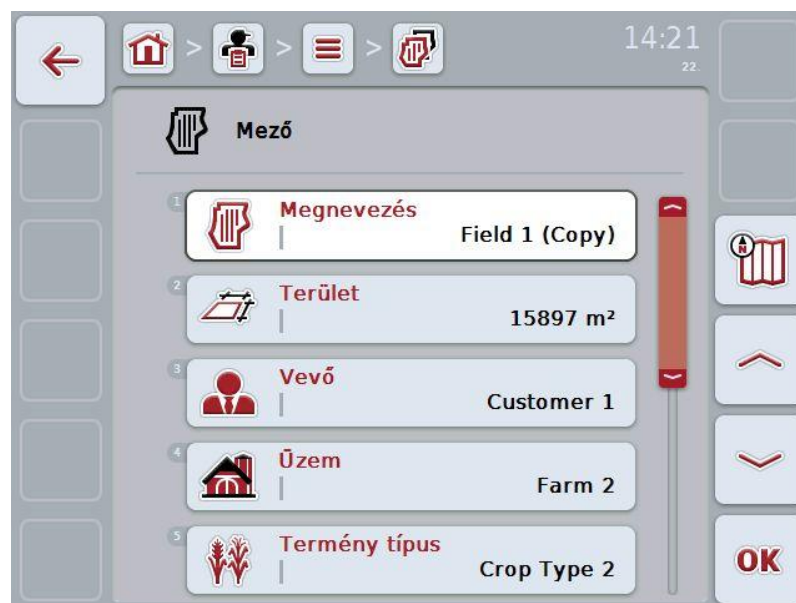 > > >
14:21
22.
Mező
1
Megnevezés
Field 1 (Copy)
2
Terület
15897 m²
3
Vevő
Customer 1
4
Üzem
Farm 2
5
Termény típus
Crop Type 2
N
OK